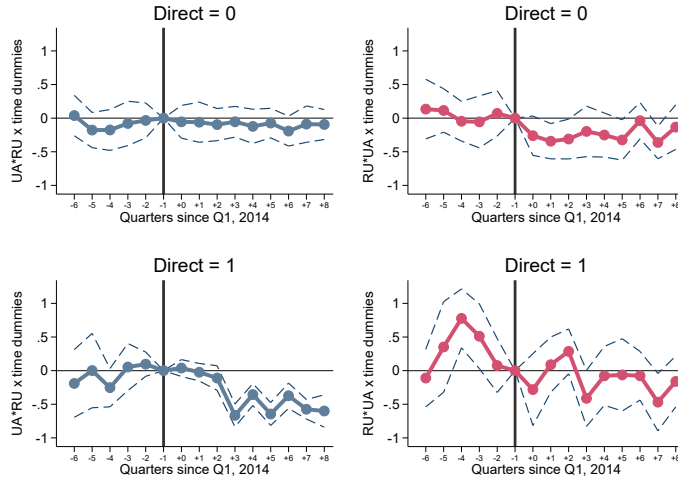 Direct = 0
UA*RU x time dummies
1
.5
0
-.5
-1
-6 -5 -4 -3 -2 -1 +0 +1 +2 +3 +4 +5 +6 +7 +8
Quarters since Q1, 2014
Direct = 0
RU*UA x time dummies
1
.5
0
-.5
-1
-6 -5 -4 -3 -2 -1 +0 +1 +2 +3 +4 +5 +6 +7 +8
Quarters since Q1, 2014
Direct = 1
UA*RU x time dummies
1
.5
0
-.5
-1
-6 -5 -4 -3 -2 -1 +0 +1 +2 +3 +4 +5 +6 +7 +8
Quarters since Q1, 2014
Direct = 1
RU*UA x time dummies
1
.5
0
-.5
-1
-6 -5 -4 -3 -2 -1 +0 +1 +2 +3 +4 +5 +6 +7 +8
Quarters since Q1, 2014